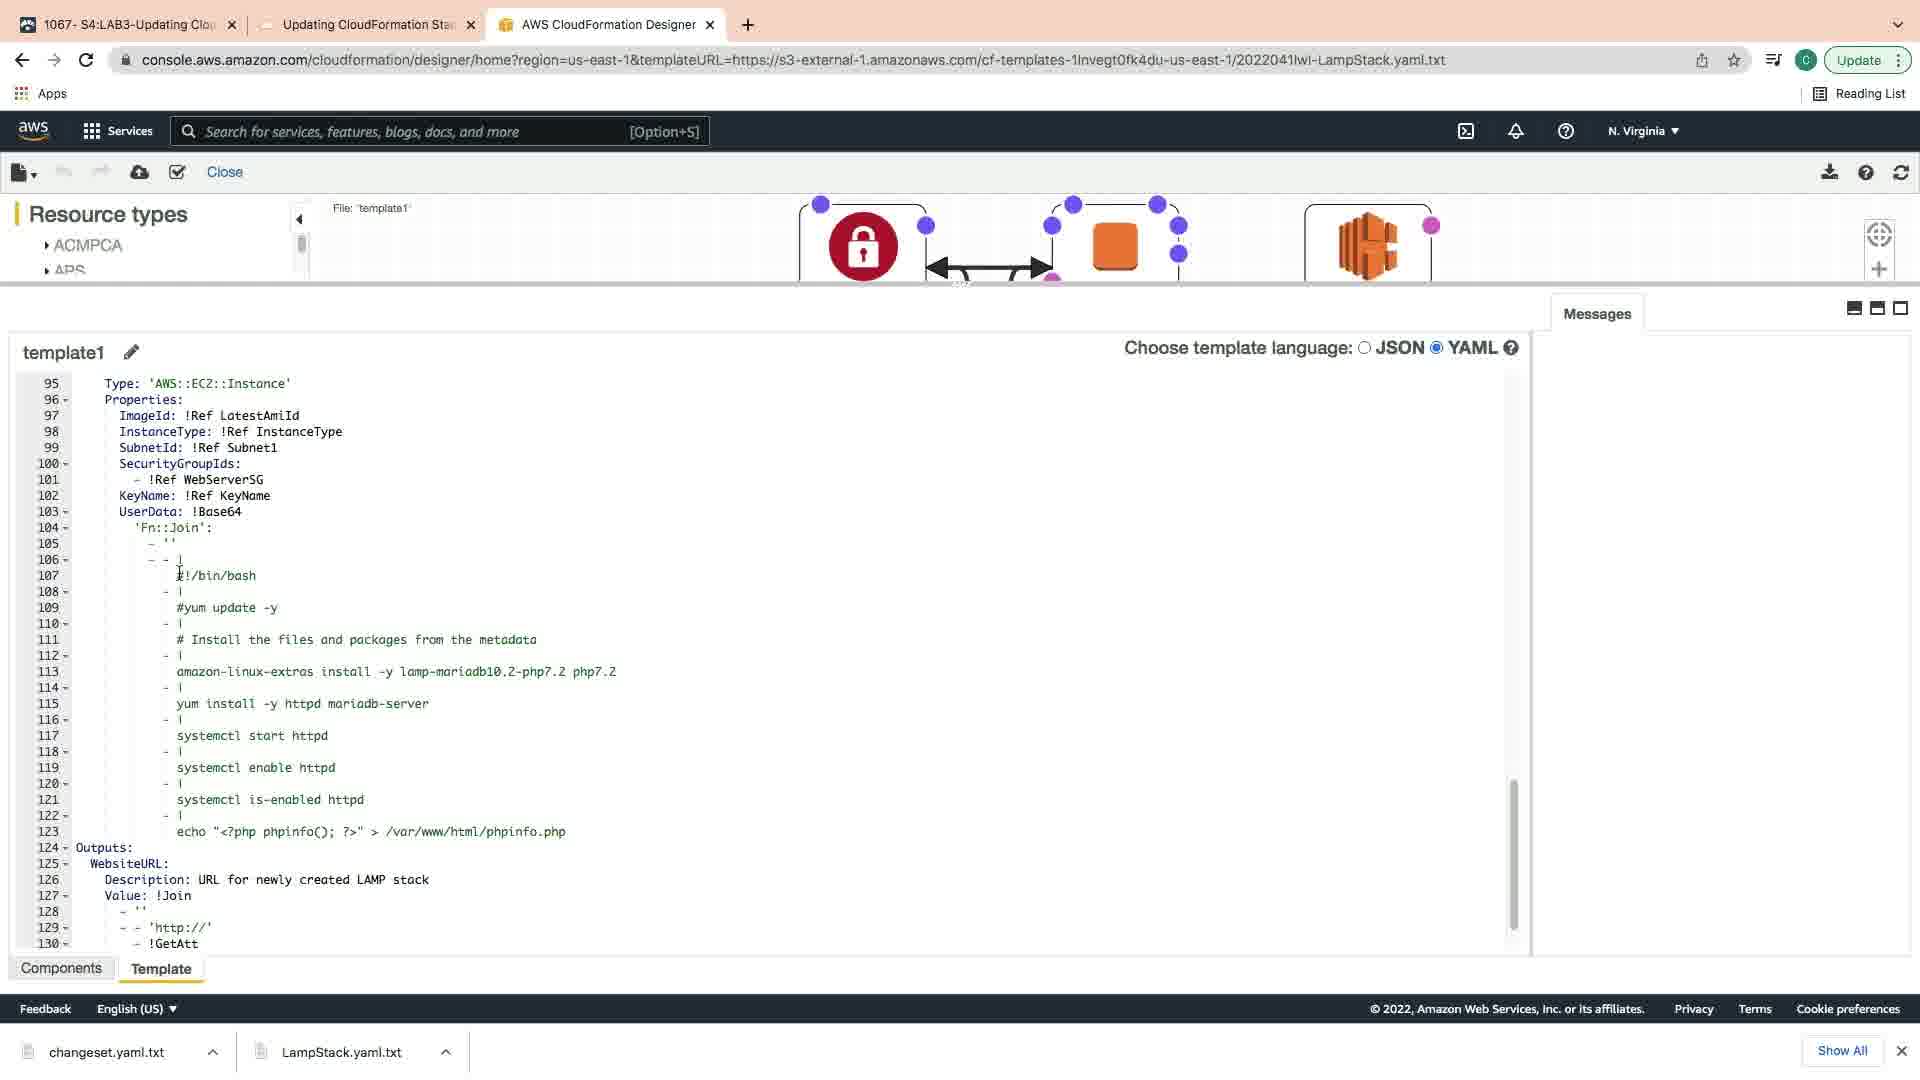 1067- S4:LAB3-Updating Clou
Updating CloudFormation Sta
AWS CloudFormation Designer
console.aws.amazon.com/cloudformation/designer/home?region=us-east-1&templateURL=https://s3-external-1.amazonaws.com/cf-templates-1lnvegt0fk4du-us-east-1/2022041lwI-LampStack.yaml.txt
Update
Apps
Reading List
aws
Services
Search for services, features, blogs, docs, and more
[Option+S]
N. Virginia
Close
Resource types
File: 'template1'
ACMPCA
APS
Messages
template1
Choose template language: JSON YAML
95 Type: 'AWS::EC2::Instance'
96 Properties:
97 ImageId: !Ref LatestAmiId
98 InstanceType: !Ref InstanceType
99 SubnetId: !Ref Subnet1
100 SecurityGroupIds:
101 - !Ref WebServerSG
102 KeyName: !Ref KeyName
103 UserData: !Base64
104 'Fn::Join':
105 - ''
106 - - |
107 #!/bin/bash
108 - |
109 #yum update -y
110 - |
111 # Install the files and packages from the metadata
112 - |
113 amazon-linux-extras install -y lamp-mariadb10.2-php7.2 php7.2
114 - |
115 yum install -y httpd mariadb-server
116 - |
117 systemctl start httpd
118 - |
119 systemctl enable httpd
120 - |
121 systemctl is-enabled httpd
122 - |
123 echo "<?php phpinfo(); ?>" > /var/www/html/phpinfo.php
124 Outputs:
125 WebsiteURL:
126 Description: URL for newly created LAMP stack
127 Value: !Join
128 - ''
129 - - 'http://'
130 - !GetAtt
Components
Template
Feedback
English (US)
© 2022, Amazon Web Services, Inc. or its affiliates.
Privacy
Terms
Cookie preferences
changeset.yaml.txt
LampStack.yaml.txt
Show All